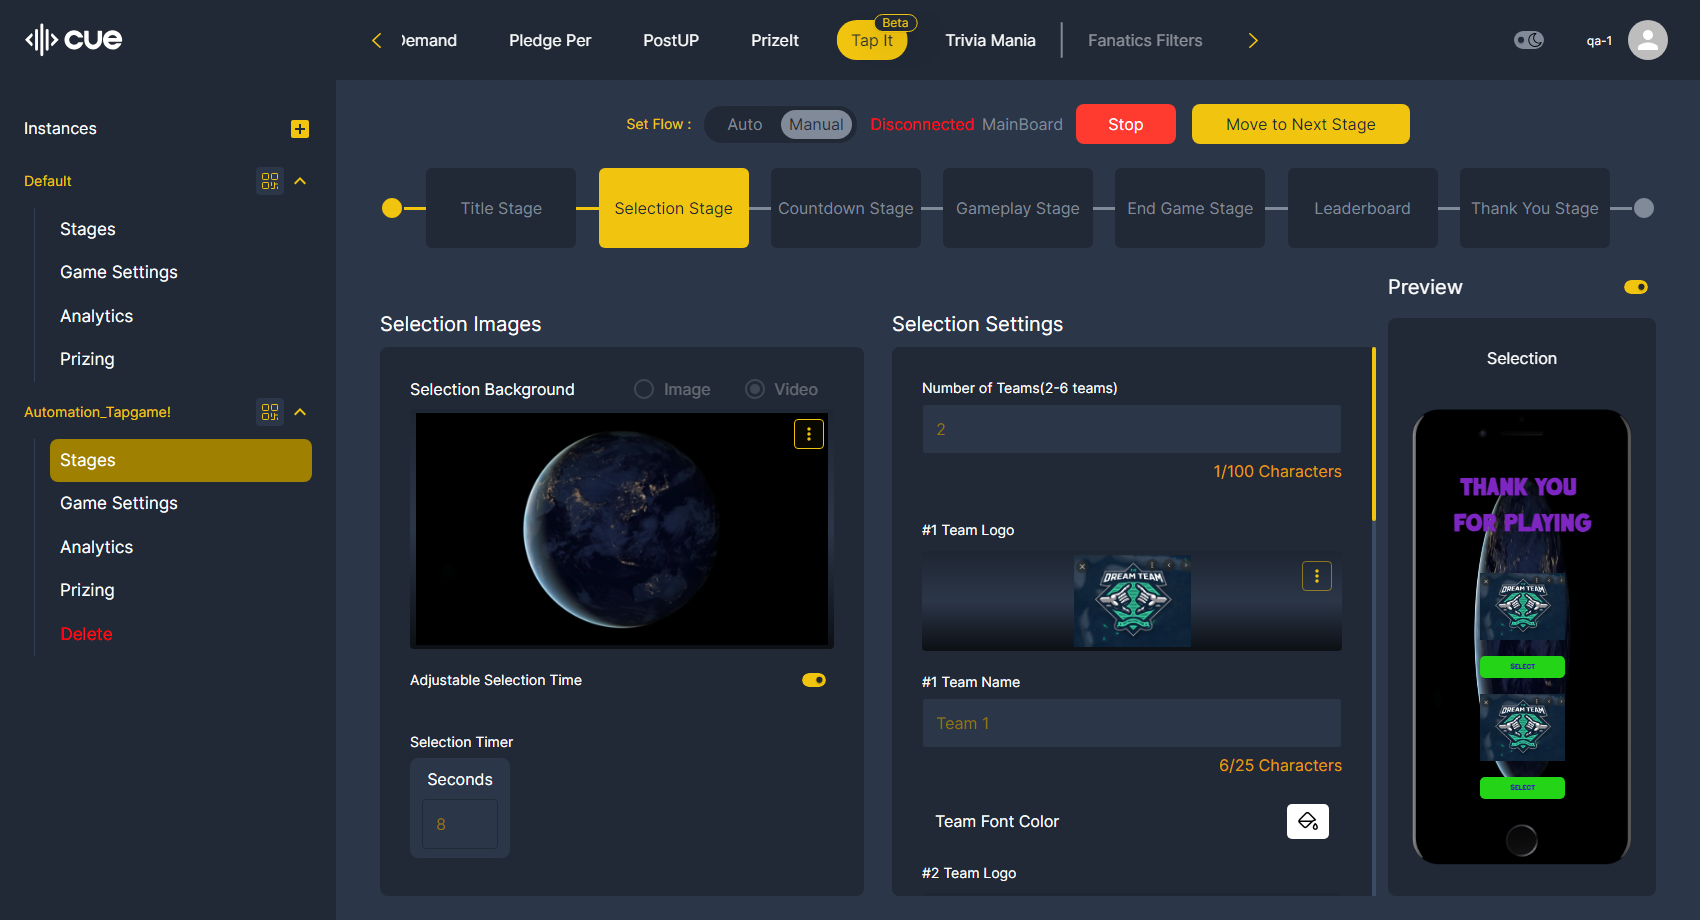 cue
Demand
Pledge Per
PostUP
PrizeIt
Tap It
Beta
Trivia Mania
Fanatics Filters
qa-1
Instances
Default
Stages
Game Settings
Analytics
Prizing
Automation_Tapgame!
Stages
Game Settings
Analytics
Prizing
Delete
Set Flow :
Auto
Manual
Disconnected MainBoard
Stop
Move to Next Stage
Title Stage
Selection Stage
Countdown Stage
Gameplay Stage
End Game Stage
Leaderboard
Thank You Stage
Selection Images
Selection Background
Image
Video
Adjustable Selection Time
Selection Timer
Seconds
8
Selection Settings
Number of Teams(2-6 teams)
2
1/100 Characters
#1 Team Logo
DREAM TEAM
#1 Team Name
Team 1
6/25 Characters
Team Font Color
#2 Team Logo
Preview
Selection
THANK YOU
FOR PLAYING
DREAM TEAM
SELECT
DREAM TEAM
SELECT